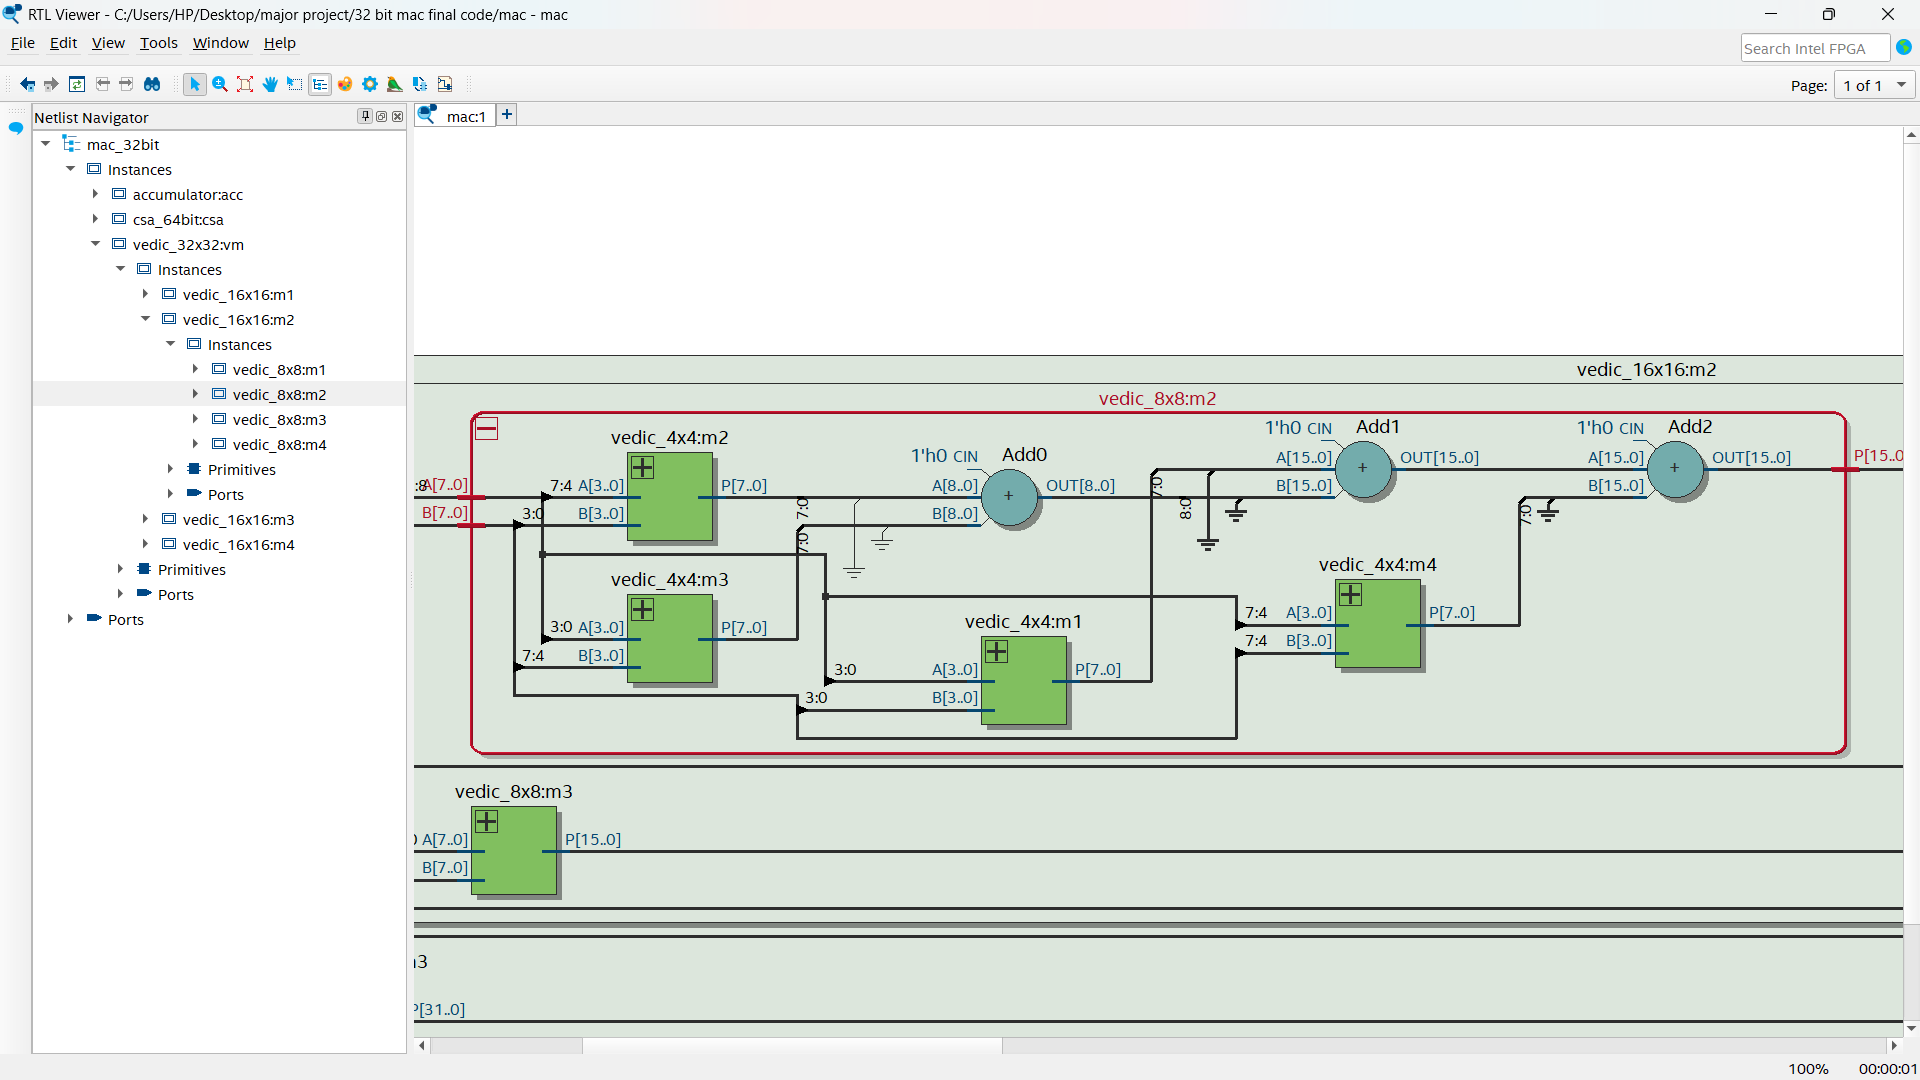 RTL Viewer - C:/Users/HP/Desktop/major project/32 bit mac final code/mac - mac
File Edit View Tools Window Help
Search Intel FPGA
Page: 1 of 1
Netlist Navigator
mac:1
mac_32bit
Instances
accumulator:acc
csa_64bit:csa
vedic_32x32:vm
Instances
vedic_16x16:m1
vedic_16x16:m2
Instances
vedic_8x8:m1
vedic_8x8:m2
vedic_8x8:m3
vedic_8x8:m4
Primitives
Ports
vedic_16x16:m3
vedic_16x16:m4
Primitives
Ports
Ports
vedic_16x16:m2
vedic_8x8:m2
vedic_4x4:m2
1'h0 CIN Add0
1'h0 CIN Add1
1'h0 CIN Add2
:8 A[7..0]
B[7..0]
7:4 A[3..0] P[7..0]
3:0 B[3..0]
7:0
7:0
A[8..0] + OUT[8..0]
B[8..0]
7:0
8:0
A[15..0] + OUT[15..0]
B[15..0]
7:0
A[15..0] + OUT[15..0]
B[15..0]
P[15..0
vedic_4x4:m3
3:0 A[3..0] P[7..0]
7:4 B[3..0]
vedic_4x4:m1
3:0 A[3..0] P[7..0]
3:0 B[3..0]
vedic_4x4:m4
7:4 A[3..0] P[7..0]
7:4 B[3..0]
vedic_8x8:m3
A[7..0] P[15..0]
B[7..0]
3
P[31..0]
100% 00:00:01